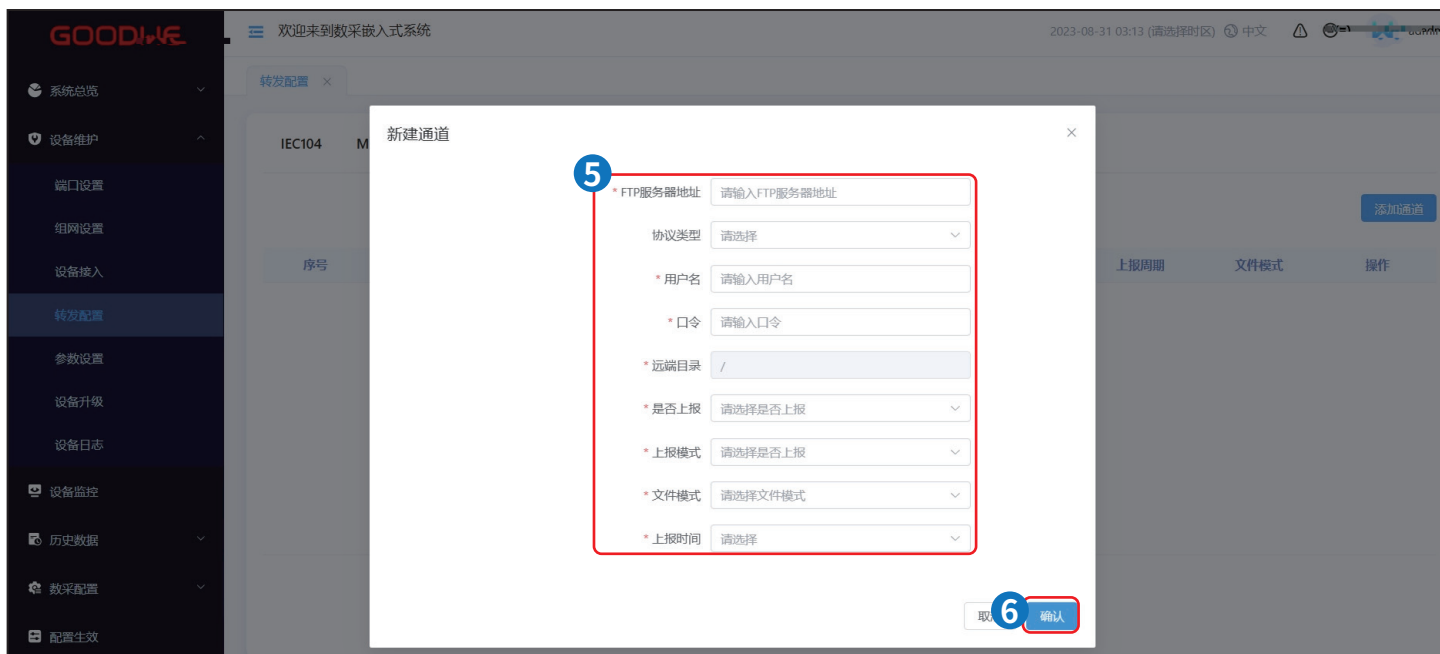 GOODWE
欢迎来到数采嵌入式系统
2023-08-31 03:13 (请选择时区) 中文
系统总览
设备维护
端口设置
组网设置
设备接入
转发配置
参数设置
设备升级
设备日志
设备监控
历史数据
数采配置
配置生效
转发配置 ×
IEC104 M
添加通道
序号 上报周期 文件模式 操作
新建通道 ×
5
* FTP服务器地址 请输入FTP服务器地址
协议类型 请选择
* 用户名 请输入用户名
* 口令 请输入口令
* 远端目录 /
* 是否上报 请选择是否上报
* 上报模式 请选择是否上报
* 文件模式 请选择文件模式
* 上报时间 请选择
取 6 确认